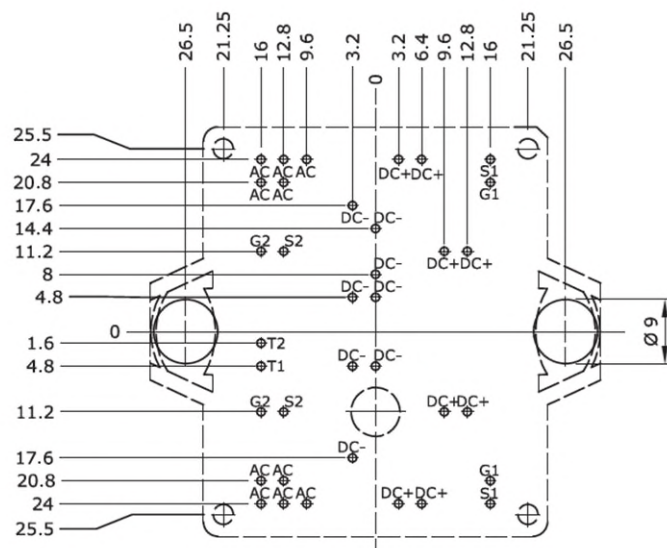 26.5 21.25 16 12.8 9.6 3.2 0 3.2 6.4 9.6 12.8 16 21.25 26.5
25.5
24
AC AC AC DC+ DC+ S1
20.8
AC AC G1
17.6
DC- DC-
14.4
11.2 G2 S2
DC+ DC+
DC-
8
DC- DC-
4.8
0
Ø 9
1.6 T2
4.8 T1 DC- DC-
11.2 G2 S2 DC+ DC+
DC-
17.6
AC AC G1
20.8
AC AC AC DC+ DC+ S1
24
25.5